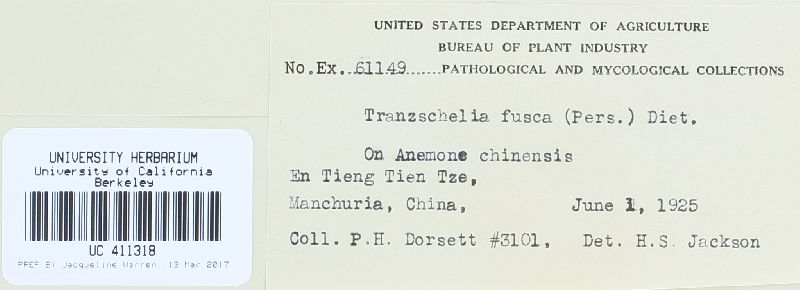 UNITED STATES DEPARTMENT OF AGRICULTURE
BUREAU OF PLANT INDUSTRY
No.Ex. 61149 PATHOLOGICAL AND MYCOLOGICAL COLLECTIONS
Tranzschelia fusca (Pers.) Diet.
On Anemone chinensis
En Tieng Tien Tze,
Manchuria, China, June 1, 1925
Coll. P.H. Dorsett #3101, Det. H.S. Jackson
UNIVERSITY HERBARIUM
University of California
Berkeley
UC 411318
PREP BY Jacqueline Warren, 13 Mar 2017